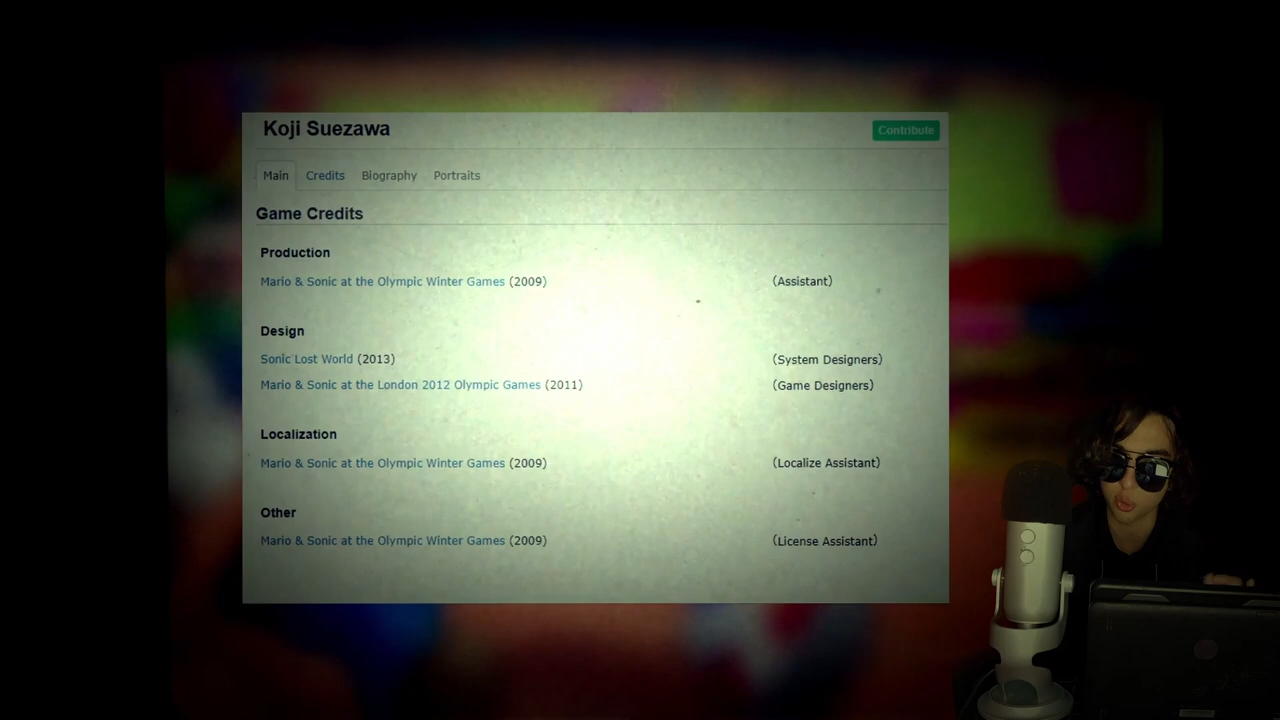 Koji Suezawa
Contribute
Main Credits Biography Portraits
Game Credits
Production
Mario & Sonic at the Olympic Winter Games (2009) (Assistant)
Design
Sonic Lost World (2013) (System Designers)
Mario & Sonic at the London 2012 Olympic Games (2011) (Game Designers)
Localization
Mario & Sonic at the Olympic Winter Games (2009) (Localize Assistant)
Other
Mario & Sonic at the Olympic Winter Games (2009) (License Assistant)